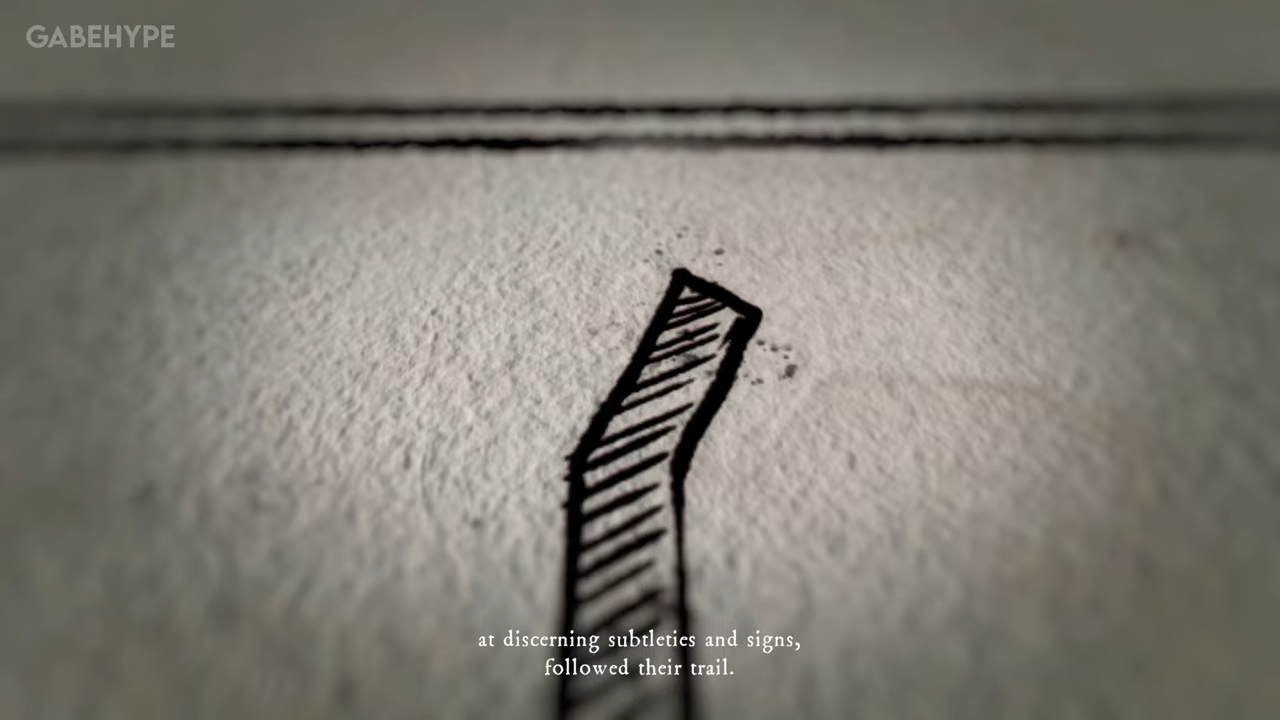 GABEHYPE
at discerning subtleties and signs,
followed their trail.